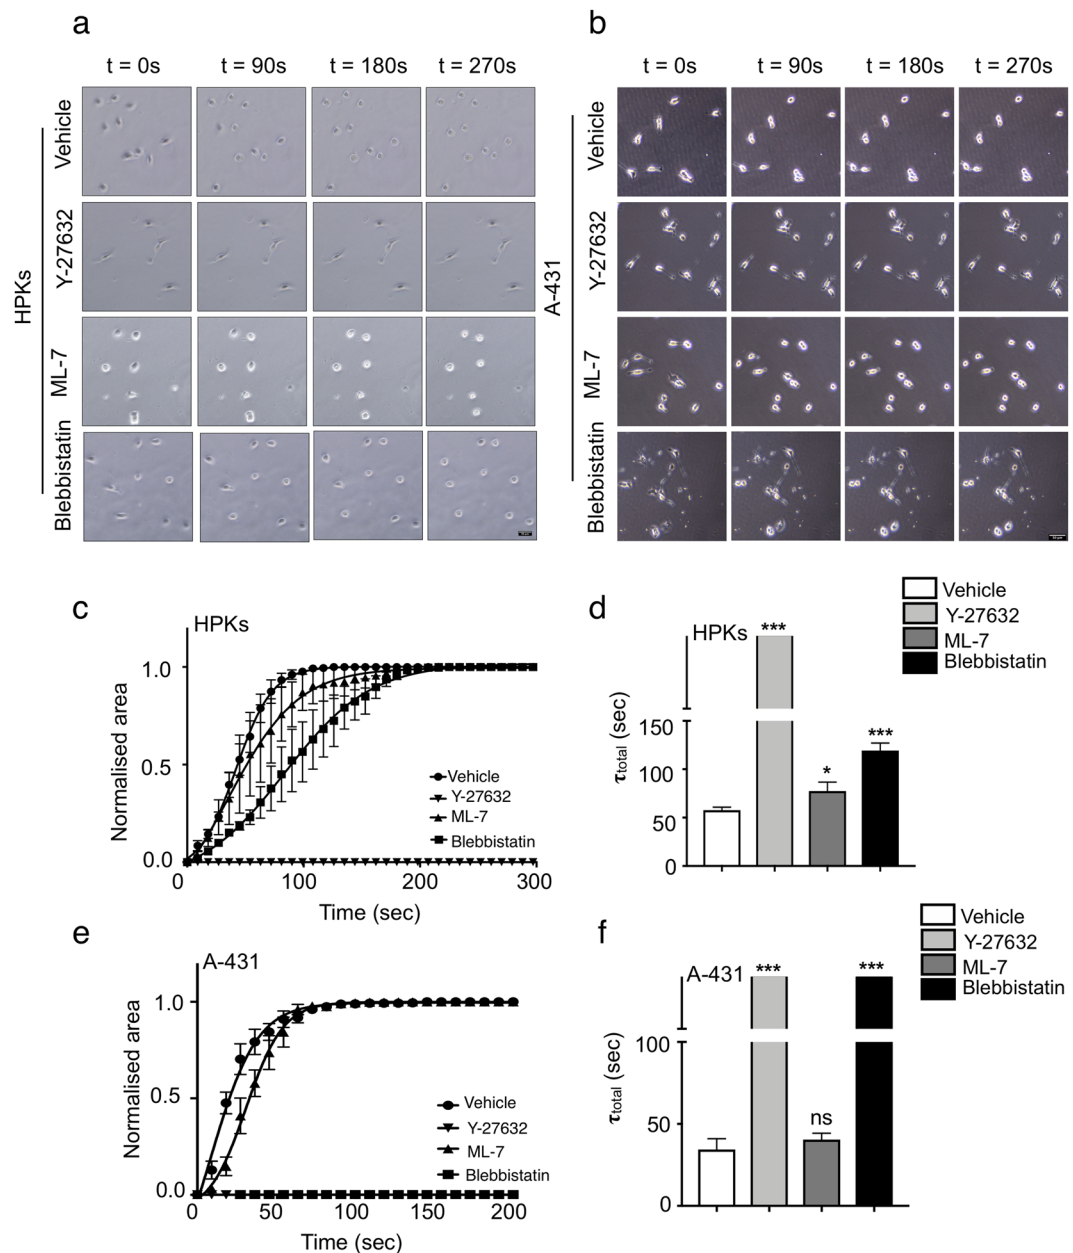 a
t = 0s t = 90s t = 180s t = 270s
HPKs
Vehicle
Y-27632
ML-7
Blebbistatin
b
t = 0s t = 90s t = 180s t = 270s
A-431
Vehicle
Y-27632
ML-7
Blebbistatin
c
HPKs
Normalised area
1.0
0.5
0.0
0 100 200 300
Time (sec)
Vehicle
Y-27632
ML-7
Blebbistatin
d
Vehicle
Y-27632
ML-7
Blebbistatin
HPKs
***
τtotal (sec)
150
100
50
0
*
***
e
A-431
Normalised area
1.0
0.5
0.0
0 50 100 150 200
Time (sec)
Vehicle
Y-27632
ML-7
Blebbistatin
f
Vehicle
Y-27632
ML-7
Blebbistatin
A-431
*** ***
τtotal (sec)
100
50
0
ns